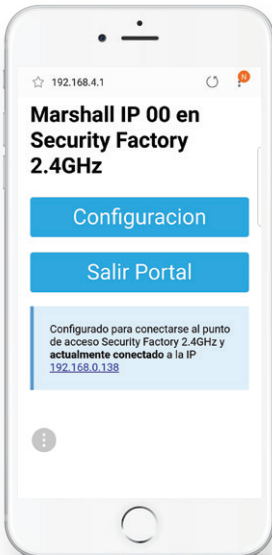 192.168.4.1
N
Marshall IP 00 en
Security Factory
2.4GHz
Configuracion
Salir Portal
Configurado para conectarse al punto
de acceso Security Factory 2.4GHz y
actualmente conectado a la IP
192.168.0.138